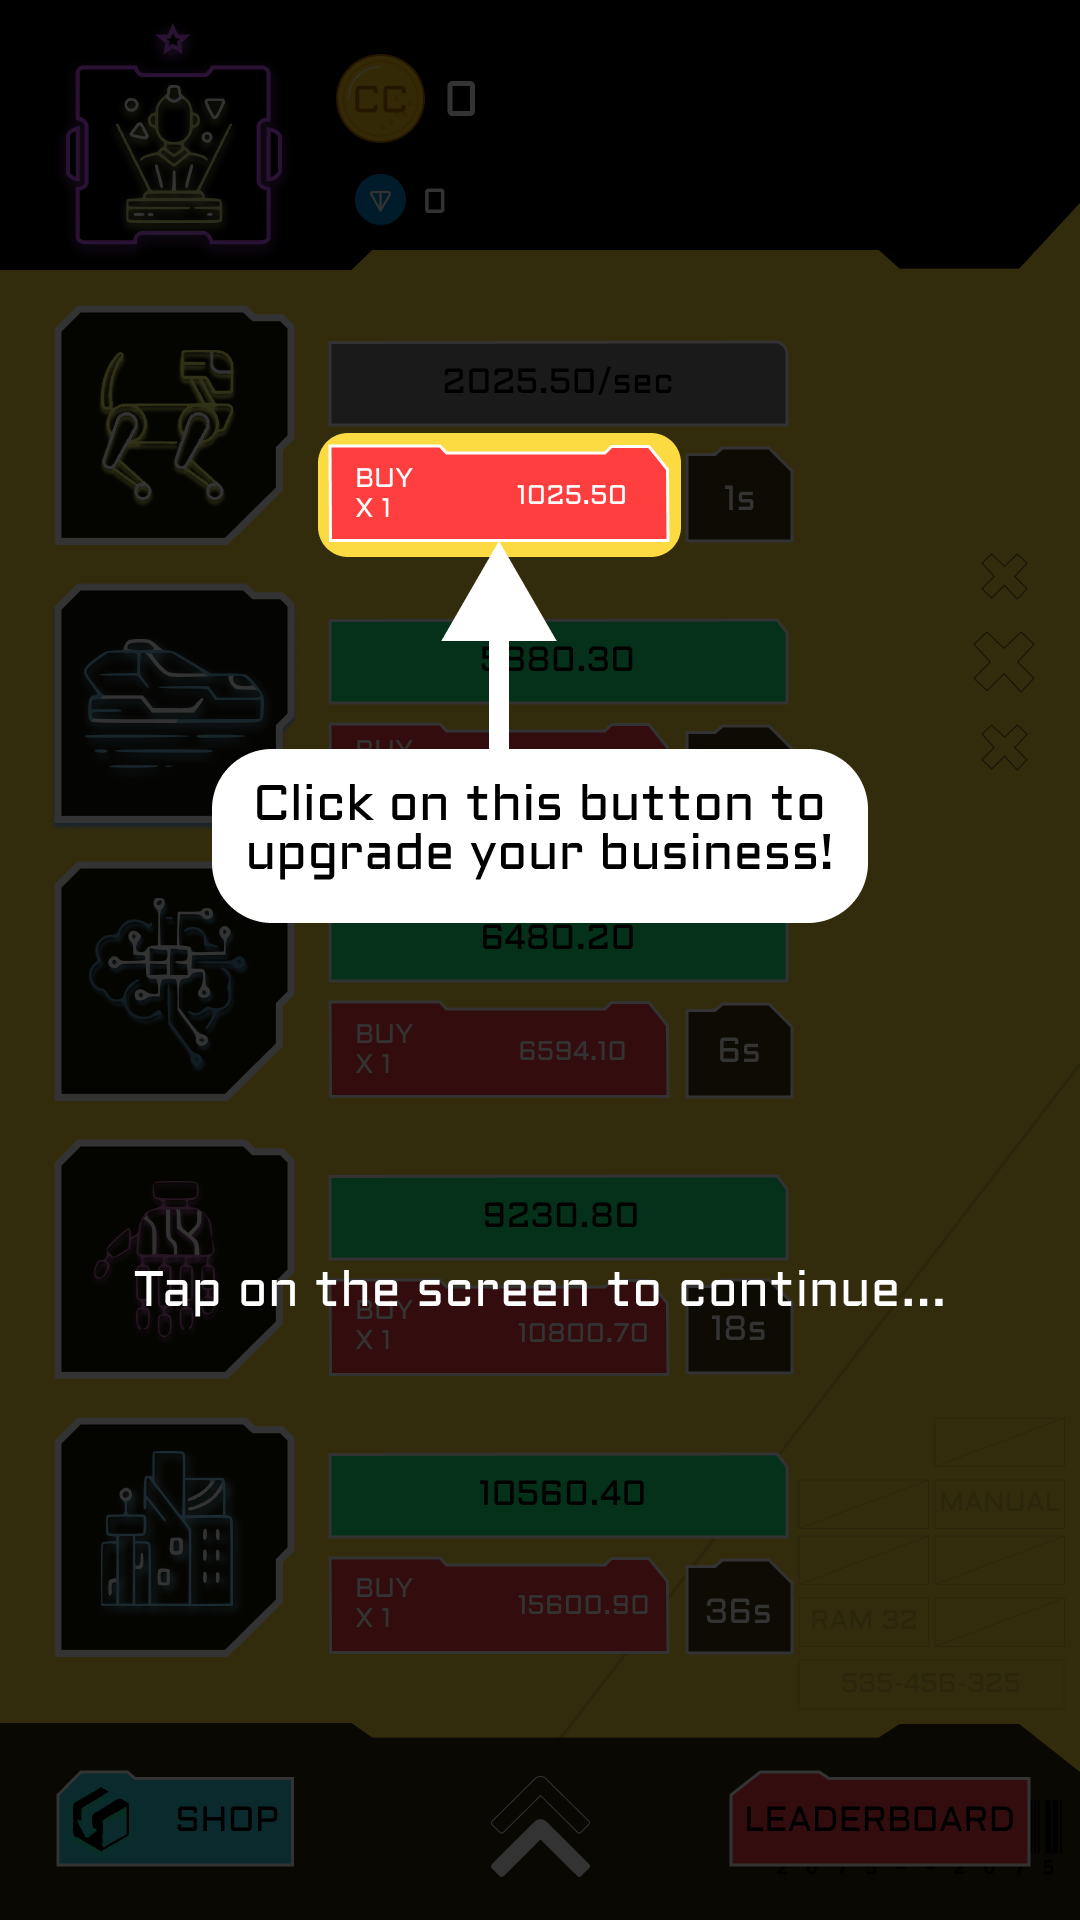 CC 0
0
2025.50/sec
BUY
X 1
1025.50
1s
5380.30
BUY
Click on this button to
upgrade your business!
6480.20
BUY
X 1
6594.10
6s
9230.80
Tap on the screen to continue...
BUY
X 1
10800.70
18s
10560.40
MANUAL
BUY
X 1
15600.90
36s
RAM 32
535-456-325
SHOP
LEADERBOARD